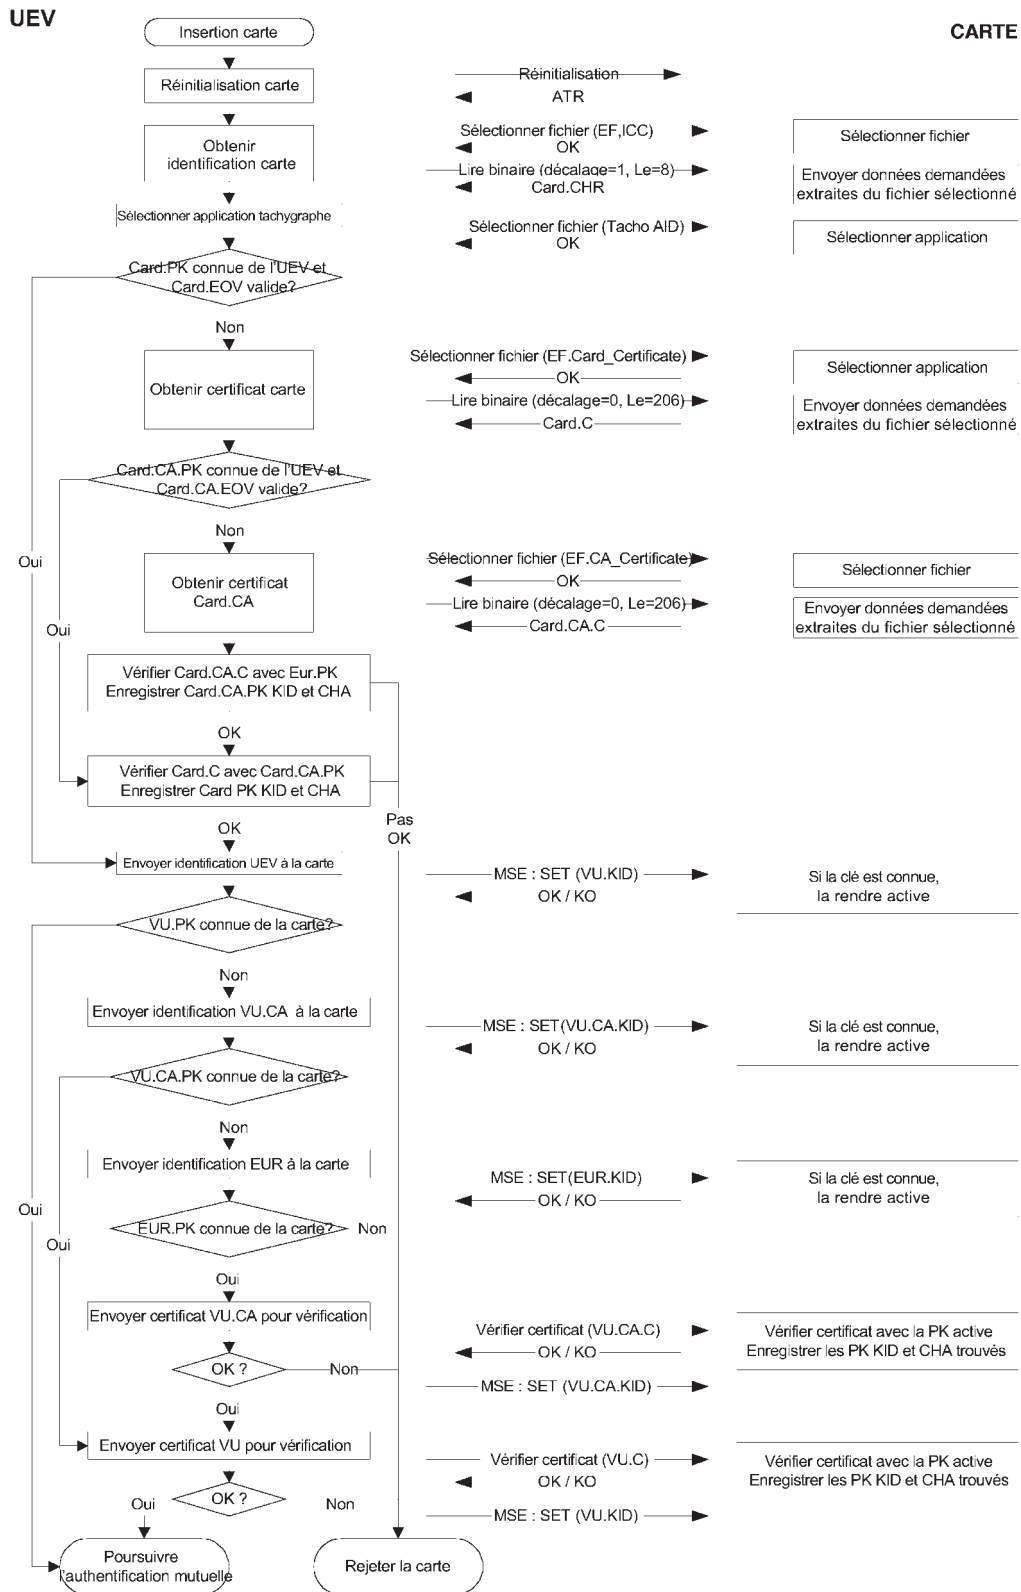 UEV
CARTE
Insertion carte
Réinitialisation carte
Réinitialisation
ATR
Obtenir
identification carte
Sélectionner fichier (EF,ICC)
OK
Sélectionner fichier
Lire binaire (décalage=1, Le=8)
Card.CHR
Envoyer données demandées
extraites du fichier sélectionné
Sélectionner application tachygraphe
Sélectionner fichier (Tacho AID)
OK
Sélectionner application
Card.PK connue de l'UEV et
Card.EOV valide?
Non
Obtenir certificat carte
Sélectionner fichier (EF.Card_Certificate)
OK
Sélectionner application
Lire binaire (décalage=0, Le=206)
Card.C
Envoyer données demandées
extraites du fichier sélectionné
Card.CA.PK connue de l'UEV et
Card.CA.EOV valide?
Non
Oui
Obtenir certificat
Card.CA
Sélectionner fichier (EF.CA_Certificate)
OK
Sélectionner fichier
Lire binaire (décalage=0, Le=206)
Card.CA.C
Envoyer données demandées
extraites du fichier sélectionné
Oui
Vérifier Card.CA.C avec Eur.PK
Enregistrer Card.CA.PK KID et CHA
OK
Vérifier Card.C avec Card.CA.PK
Enregistrer Card PK KID et CHA
OK
Pas
OK
Envoyer identification UEV à la carte
MSE : SET (VU.KID)
OK / KO
Si la clé est connue,
la rendre active
VU.PK connue de la carte?
Non
Envoyer identification VU.CA à la carte
MSE : SET(VU.CA.KID)
OK / KO
Si la clé est connue,
la rendre active
VU.CA.PK connue de la carte?
Non
Envoyer identification EUR à la carte
MSE : SET(EUR.KID)
OK / KO
Si la clé est connue,
la rendre active
Oui
EUR.PK connue de la carte?
Non
Oui
Oui
Envoyer certificat VU.CA pour vérification
Vérifier certificat (VU.CA.C)
OK / KO
Vérifier certificat avec la PK active
Enregistrer les PK KID et CHA trouvés
OK ?
Non
MSE : SET (VU.CA.KID)
Oui
Envoyer certificat VU pour vérification
Vérifier certificat (VU.C)
OK / KO
Vérifier certificat avec la PK active
Enregistrer les PK KID et CHA trouvés
OK ?
Oui
Non
MSE : SET (VU.KID)
Poursuivre
l'authentification mutuelle
Rejeter la carte